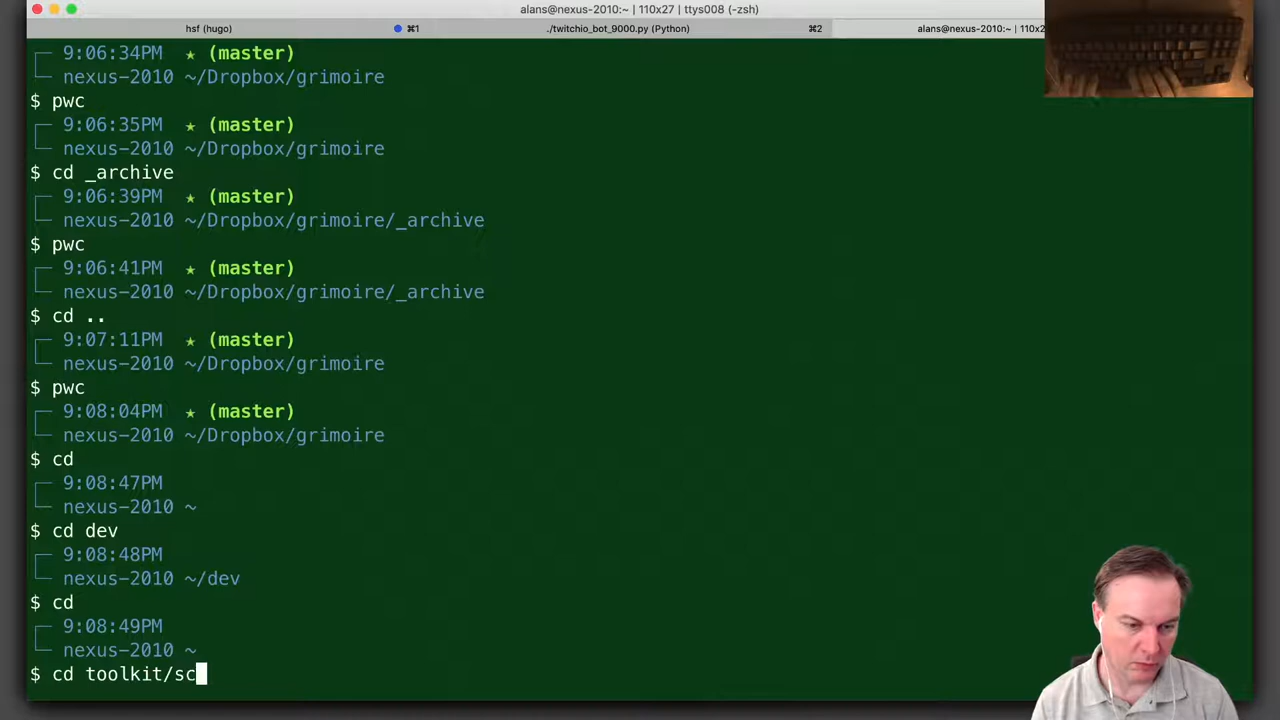 alans@nexus-2010:~ | 110x27 | ttys008 (-zsh)
hsf (hugo) ⌘1 ./twitchio_bot_9000.py (Python) ⌘2 alans@nexus-2010:~ | 110x2
9:06:34PM ★ (master)
nexus-2010 ~/Dropbox/grimoire
$ pwc
9:06:35PM ★ (master)
nexus-2010 ~/Dropbox/grimoire
$ cd _archive
9:06:39PM ★ (master)
nexus-2010 ~/Dropbox/grimoire/_archive
$ pwc
9:06:41PM ★ (master)
nexus-2010 ~/Dropbox/grimoire/_archive
$ cd ..
9:07:11PM ★ (master)
nexus-2010 ~/Dropbox/grimoire
$ pwc
9:08:04PM ★ (master)
nexus-2010 ~/Dropbox/grimoire
$ cd
9:08:47PM
nexus-2010 ~
$ cd dev
9:08:48PM
nexus-2010 ~/dev
$ cd
9:08:49PM
nexus-2010 ~
$ cd toolkit/sc